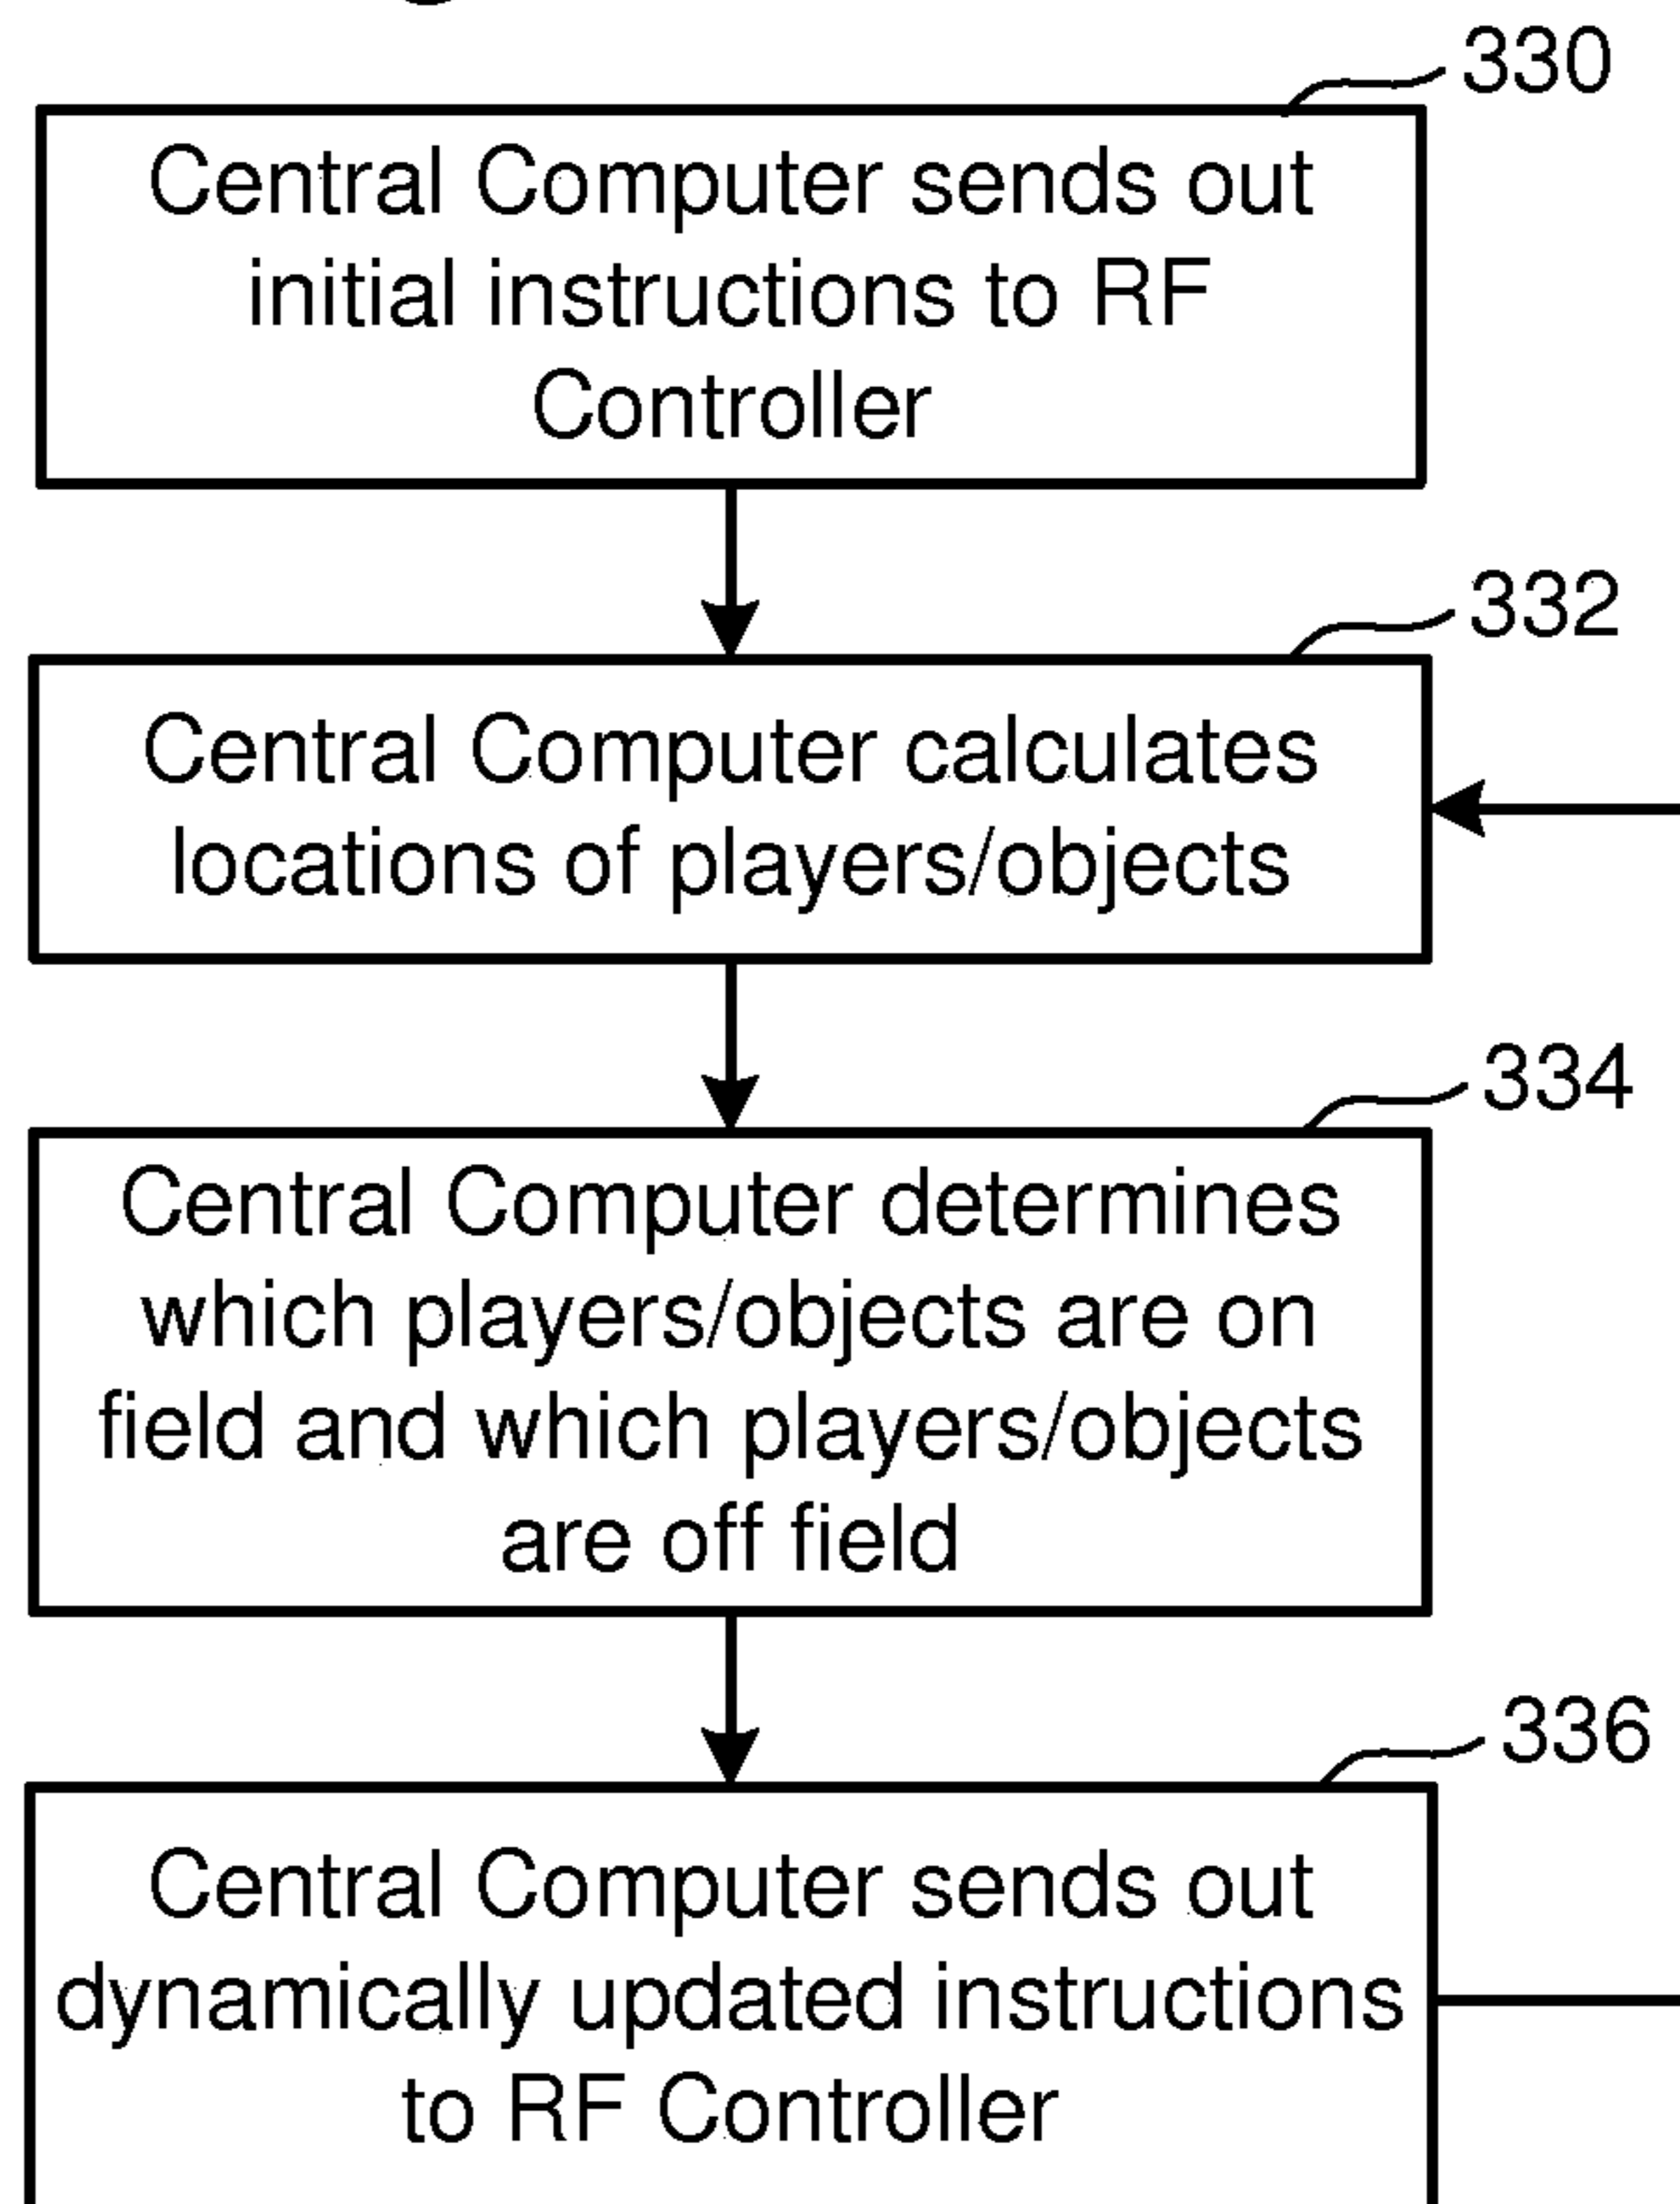 330
Central Computer sends out
initial instructions to RF
Controller
332
Central Computer calculates
locations of players/objects
334
Central Computer determines
which players/objects are on
field and which players/objects
are off field
336
Central Computer sends out
dynamically updated instructions
to RF Controller